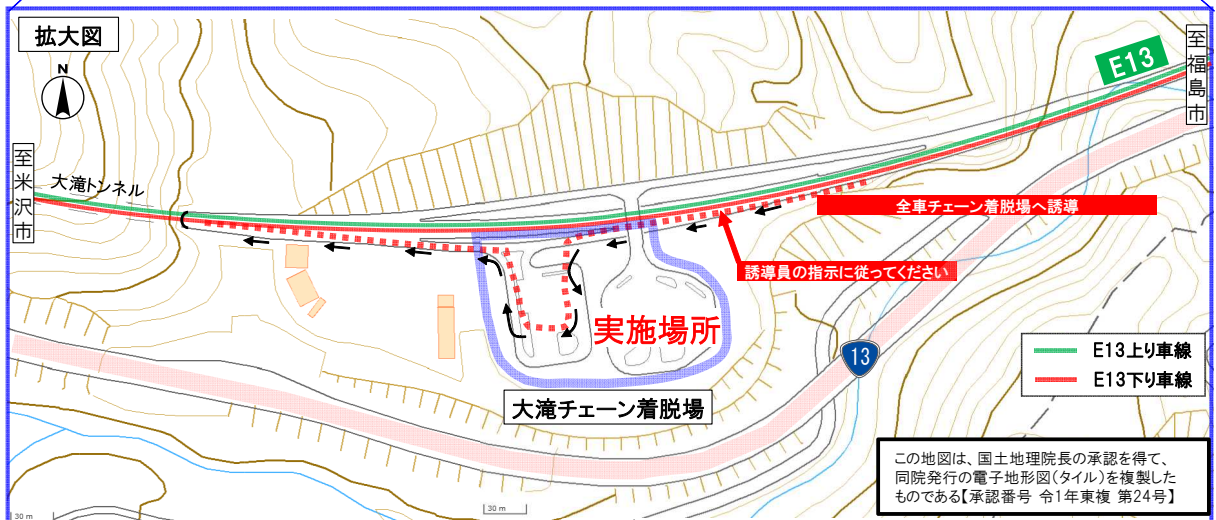 拡大図
N
至米沢市
大滝トンネル
E13
至福島市
全車チェーン着脱場へ誘導
誘導員の指示に従ってください
実施場所
大滝チェーン着脱場
13
E13上り車線
E13下り車線
この地図は、国土地理院長の承認を得て、
同院発行の電子地形図(タイル)を複製した
ものである【承認番号 令1年東複 第24号】
30 m
30 m